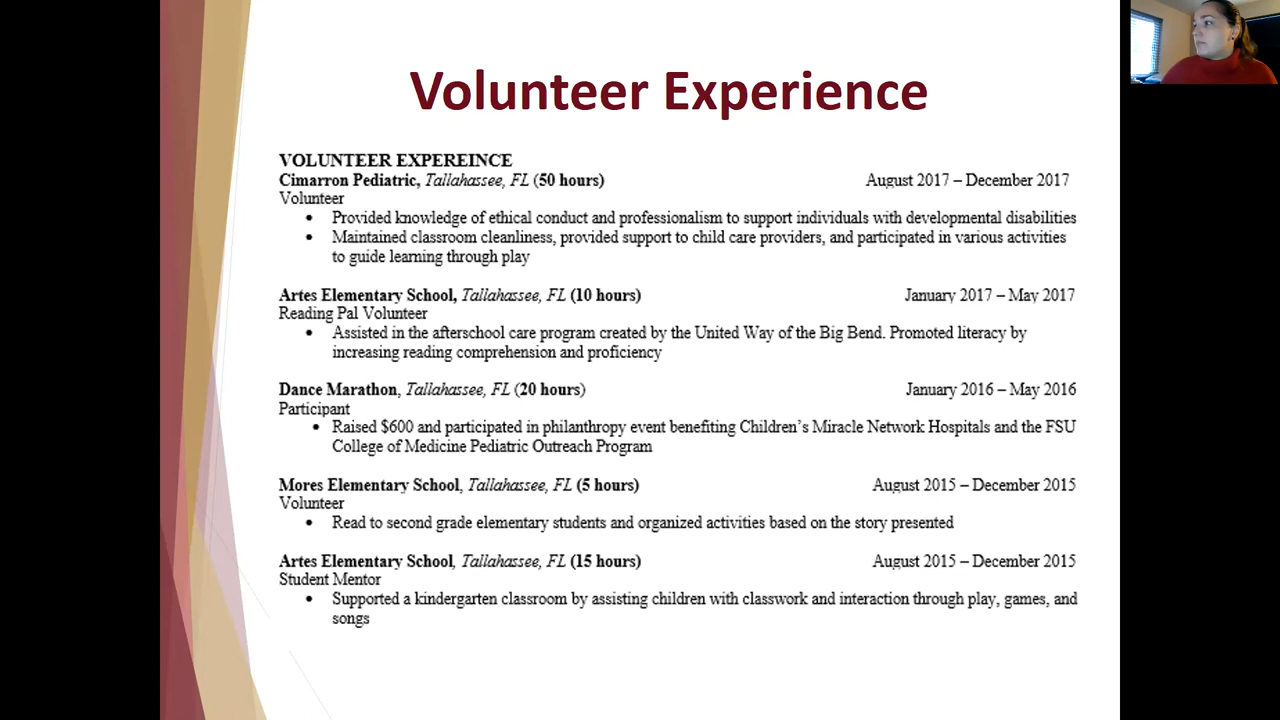 Volunteer Experience
VOLUNTEER EXPEREINCE
Cimarron Pediatric, Tallahassee, FL (50 hours) August 2017 – December 2017
Volunteer
• Provided knowledge of ethical conduct and professionalism to support individuals with developmental disabilities
• Maintained classroom cleanliness, provided support to child care providers, and participated in various activities
to guide learning through play
Artes Elementary School, Tallahassee, FL (10 hours) January 2017 – May 2017
Reading Pal Volunteer
• Assisted in the afterschool care program created by the United Way of the Big Bend. Promoted literacy by
increasing reading comprehension and proficiency
Dance Marathon, Tallahassee, FL (20 hours) January 2016 – May 2016
Participant
• Raised $600 and participated in philanthropy event benefiting Children’s Miracle Network Hospitals and the FSU
College of Medicine Pediatric Outreach Program
Mores Elementary School, Tallahassee, FL (5 hours) August 2015 – December 2015
Volunteer
• Read to second grade elementary students and organized activities based on the story presented
Artes Elementary School, Tallahassee, FL (15 hours) August 2015 – December 2015
Student Mentor
• Supported a kindergarten classroom by assisting children with classwork and interaction through play, games, and
songs